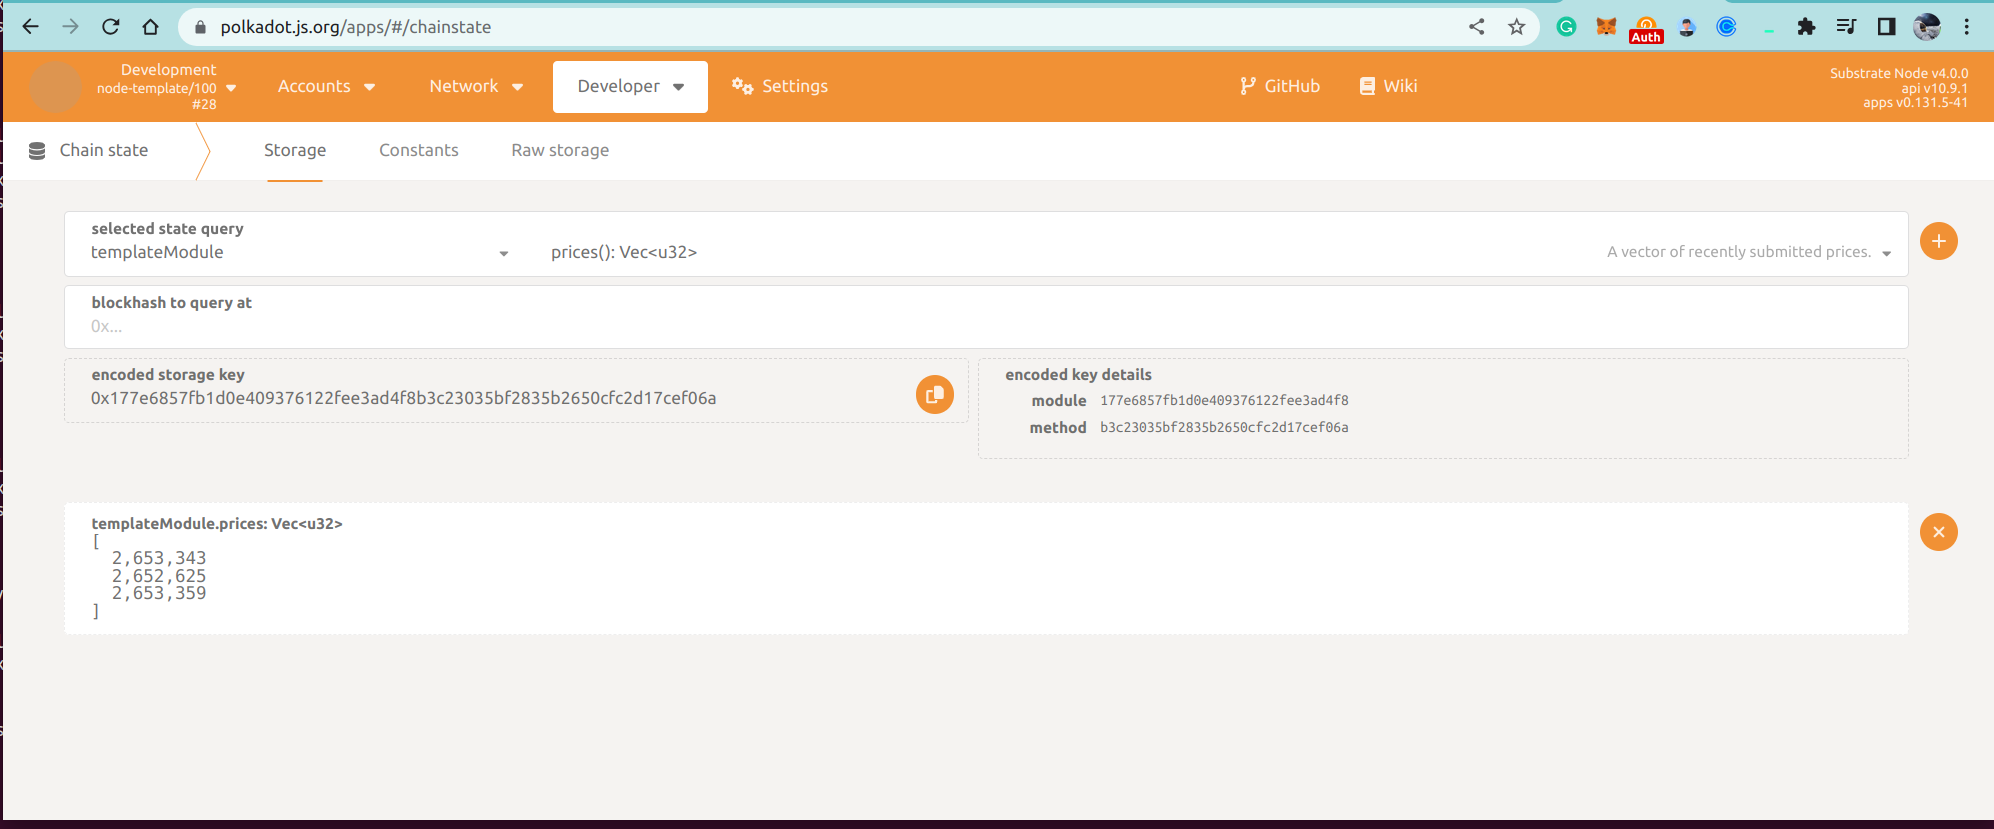 polkadot.js.org/apps/#/chainstate
Auth
Development
node-template/100
#28
Accounts
Network
Developer
Settings
GitHub
Wiki
Substrate Node v4.0.0
api v10.9.1
apps v0.131.5-41
Chain state
Storage
Constants
Raw storage
selected state query
templateModule
prices(): Vec<u32>
A vector of recently submitted prices.
blockhash to query at
0x...
encoded storage key
0x177e6857fb1d0e409376122fee3ad4f8b3c23035bf2835b2650cfc2d17cef06a
encoded key details
module 177e6857fb1d0e409376122fee3ad4f8
method b3c23035bf2835b2650cfc2d17cef06a
templateModule.prices: Vec<u32>
[
2,653,343
2,652,625
2,653,359
]